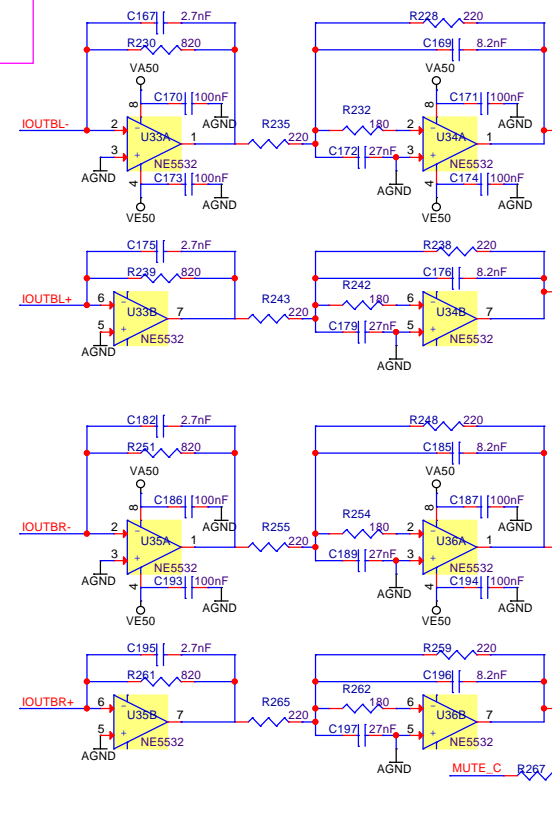 C167 2.7nF R228 220
R230 820 C169 8.2nF
VA50 VA50
8 C170 100nF 8 C171 100nF
AGND R232 AGND
IOUTBL- 2 - U33A 1 R235 220 180 2 - U34A 1
3 + NE5532 C172 27nF 3 + NE5532
AGND 4 C173 100nF AGND 4 C174 100nF
AGND AGND
VE50 VE50
C175 2.7nF R238 220
R239 820 C176 8.2nF
R242
IOUTBL+ 6 - U33B 7 R243 220 180 6 - U34B 7
5 + NE5532 C179 27nF 5 + NE5532
AGND AGND
C182 2.7nF R248 220
R251 820 C185 8.2nF
VA50 VA50
8 C186 100nF 8 C187 100nF
AGND R254 AGND
IOUTBR- 2 - U35A 1 R255 220 180 2 - U36A 1
3 + NE5532 C189 27nF 3 + NE5532
AGND 4 C193 100nF AGND 4 C194 100nF
AGND AGND
VE50 VE50
C195 2.7nF R259 220
R261 820 C196 8.2nF
R262
IOUTBR+ 6 - U35B 7 R265 220 180 6 - U36B 7
5 + NE5532 C197 27nF 5 + NE5532
AGND AGND
MUTE_C R267